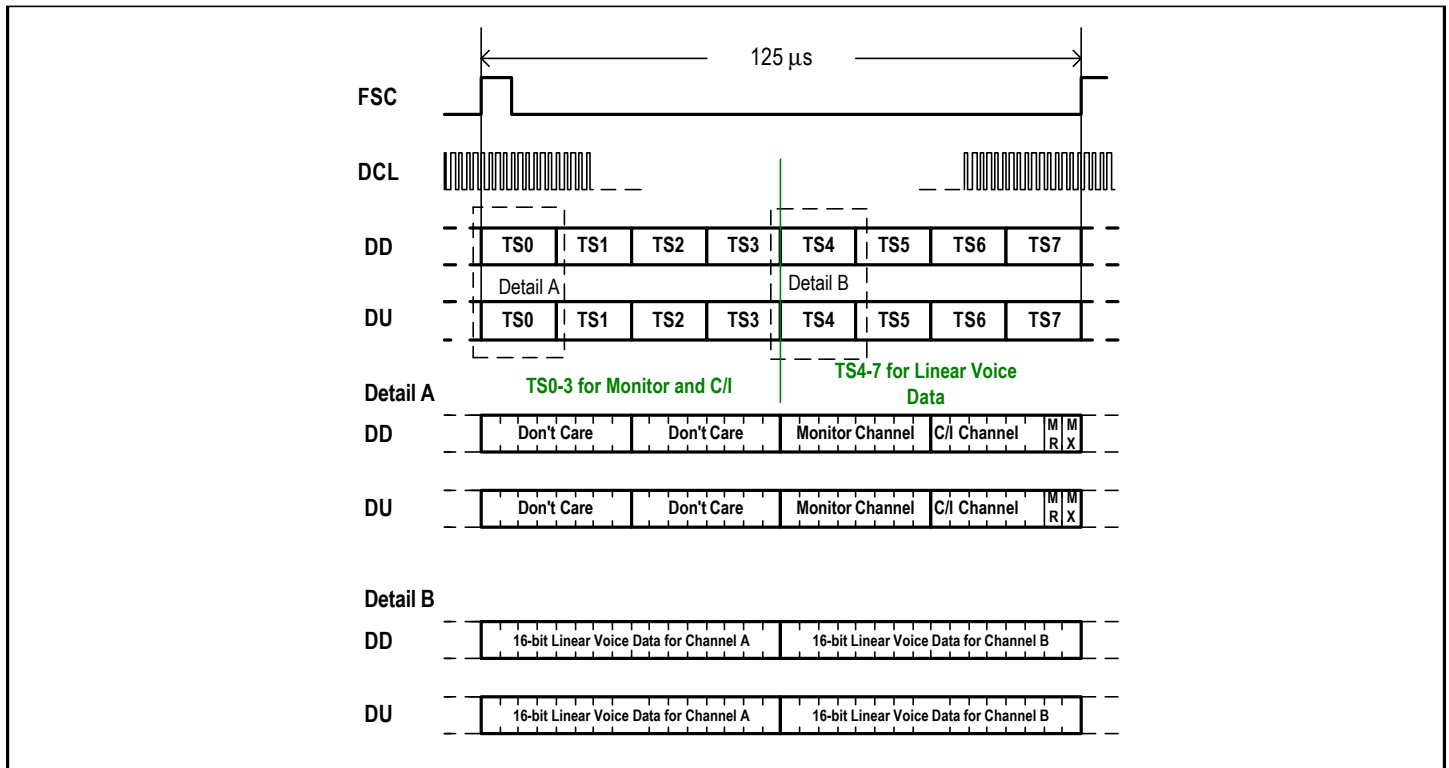 125 μs
FSC
DCL
DD TS0 TS1 TS2 TS3 TS4 TS5 TS6 TS7
Detail A Detail B
DU TS0 TS1 TS2 TS3 TS4 TS5 TS6 TS7
TS0-3 for Monitor and C/I
TS4-7 for Linear Voice
Data
Detail A
DD Don't Care Don't Care Monitor Channel C/I Channel M R M X
DU Don't Care Don't Care Monitor Channel C/I Channel M R M X
Detail B
DD 16-bit Linear Voice Data for Channel A 16-bit Linear Voice Data for Channel B
DU 16-bit Linear Voice Data for Channel A 16-bit Linear Voice Data for Channel B